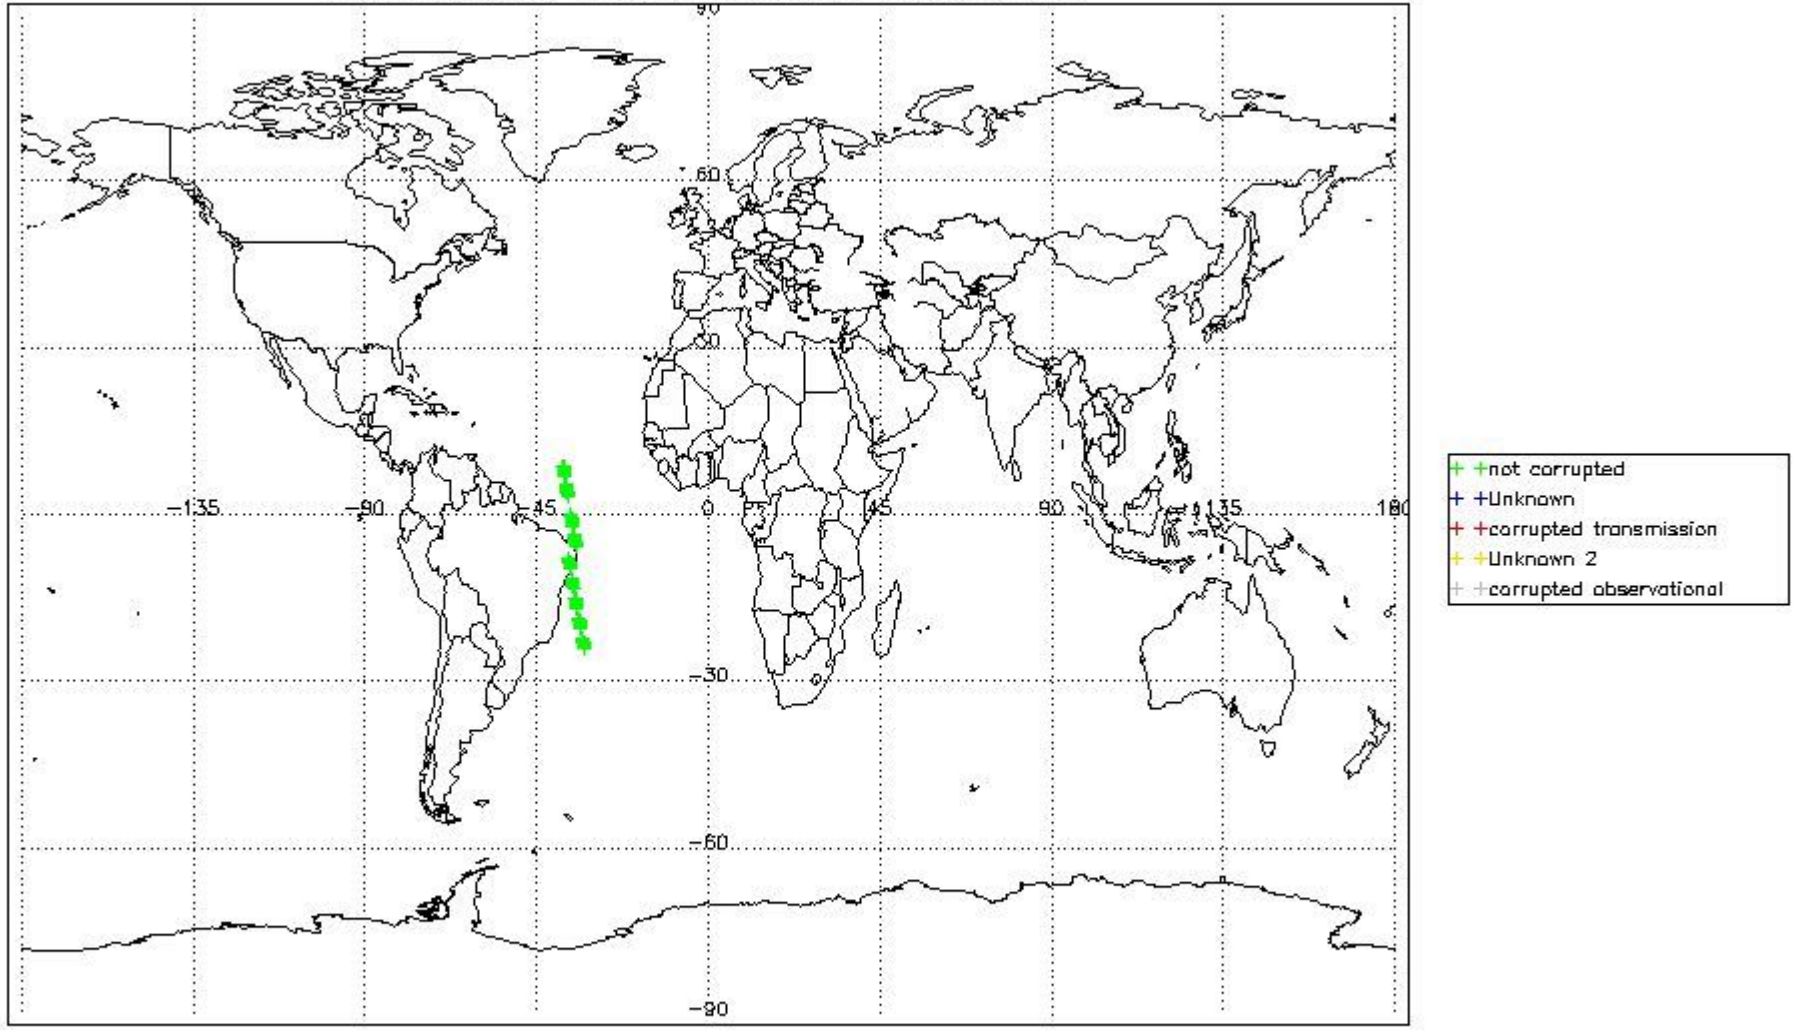 90
60
30
-135
-90
-45
0
45
90
135
180
-30
-60
-90
not corrupted
Unknown
corrupted transmission
Unknown 2
corrupted observational